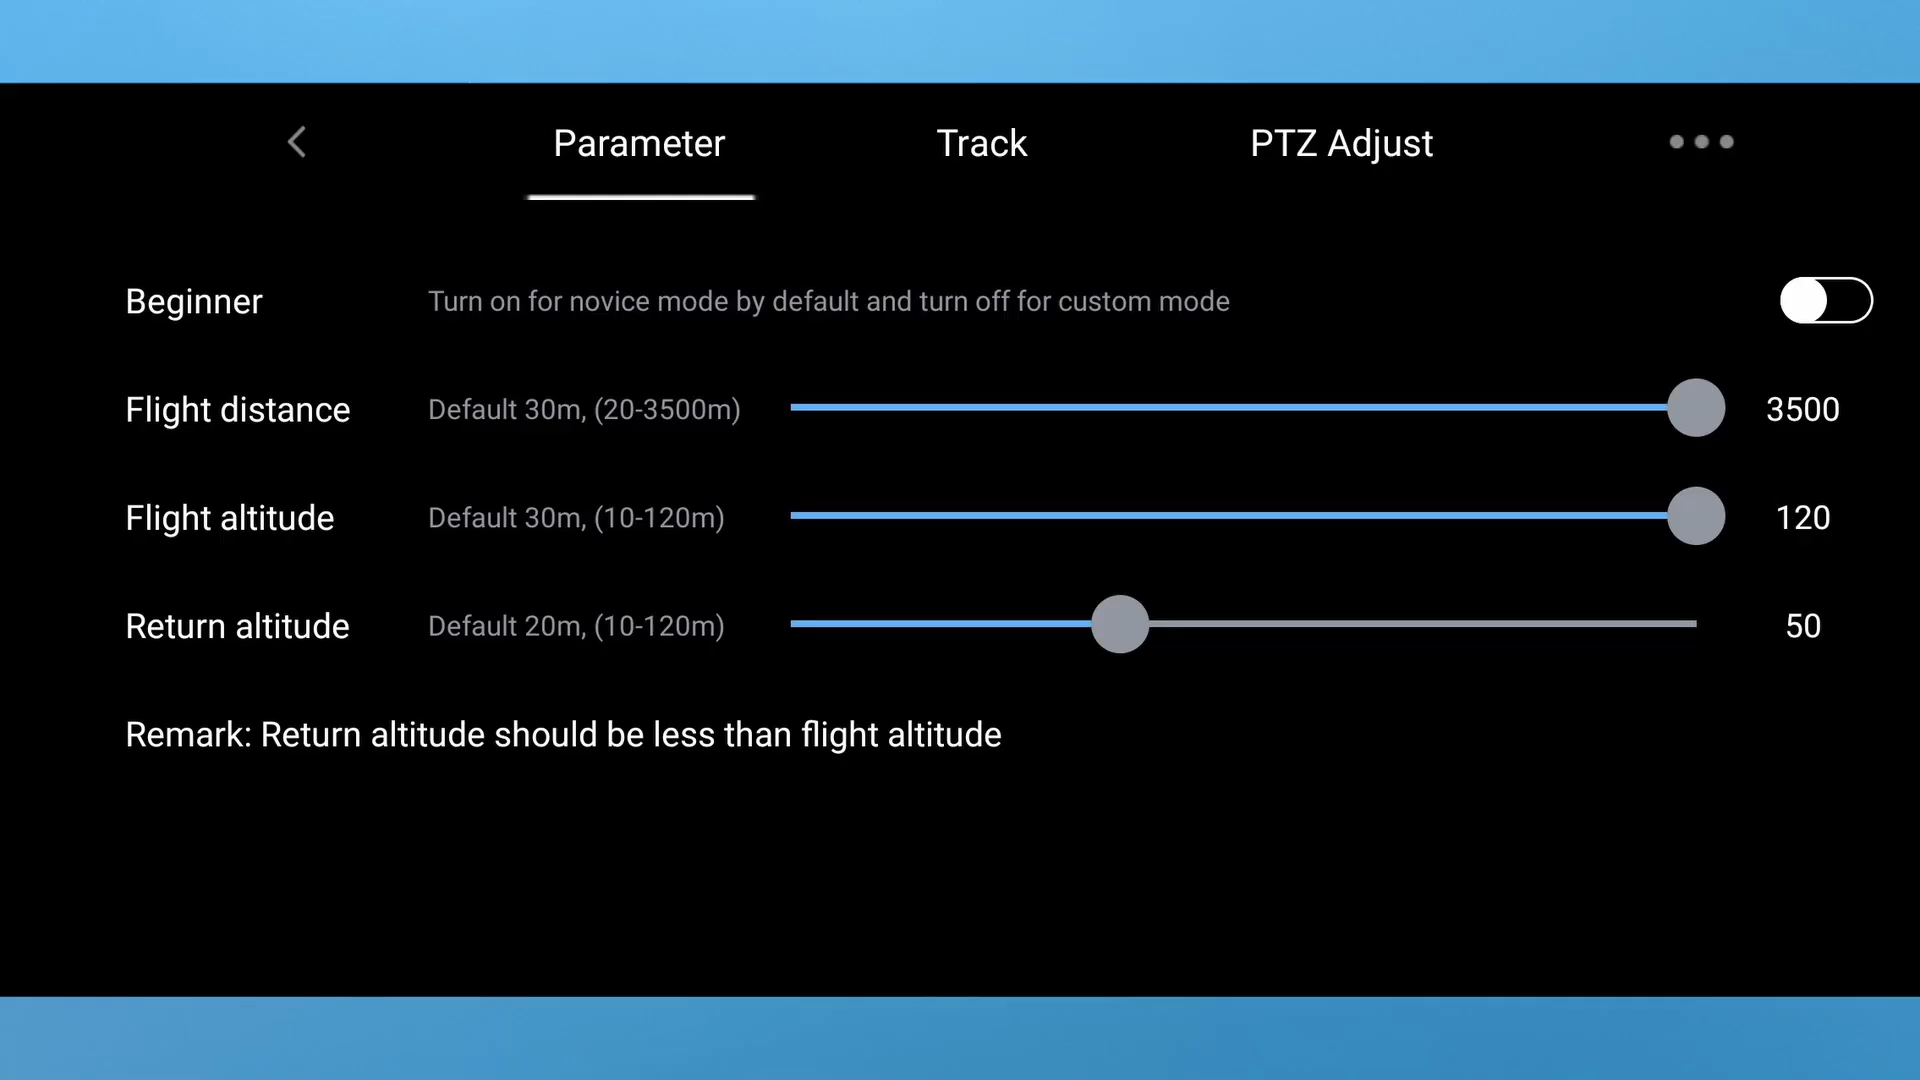 Parameter Track PTZ Adjust
Beginner Turn on for novice mode by default and turn off for custom mode
Flight distance Default 30m, (20-3500m) 3500
Flight altitude Default 30m, (10-120m) 120
Return altitude Default 20m, (10-120m) 50
Remark: Return altitude should be less than flight altitude